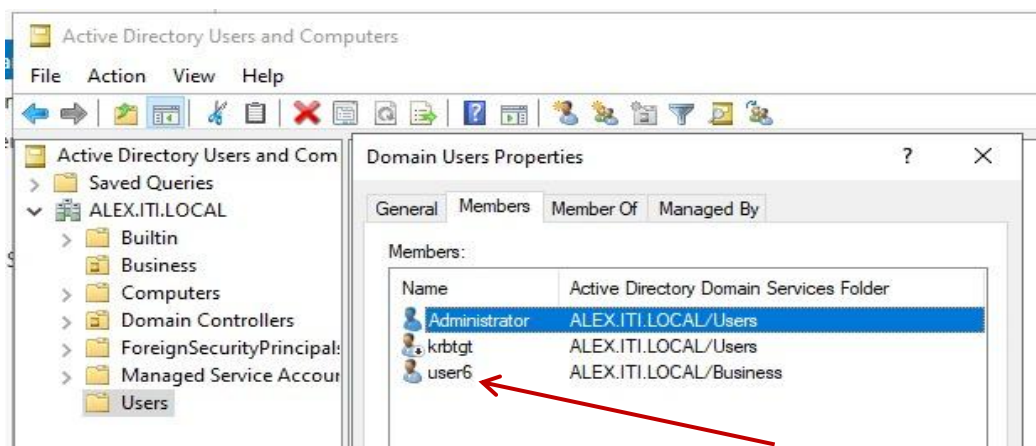 Active Directory Users and Computers
File Action View Help
Active Directory Users and Com
Saved Queries
ALEX.ITI.LOCAL
Builtin
Business
Computers
Domain Controllers
ForeignSecurityPrincipals
Managed Service Accour
Users
Domain Users Properties ?
General Members Member Of Managed By
Members:
Name Active Directory Domain Services Folder
Administrator ALEX.ITI.LOCAL/Users
krbtgt ALEX.ITI.LOCAL/Users
user6 ALEX.ITI.LOCAL/Business